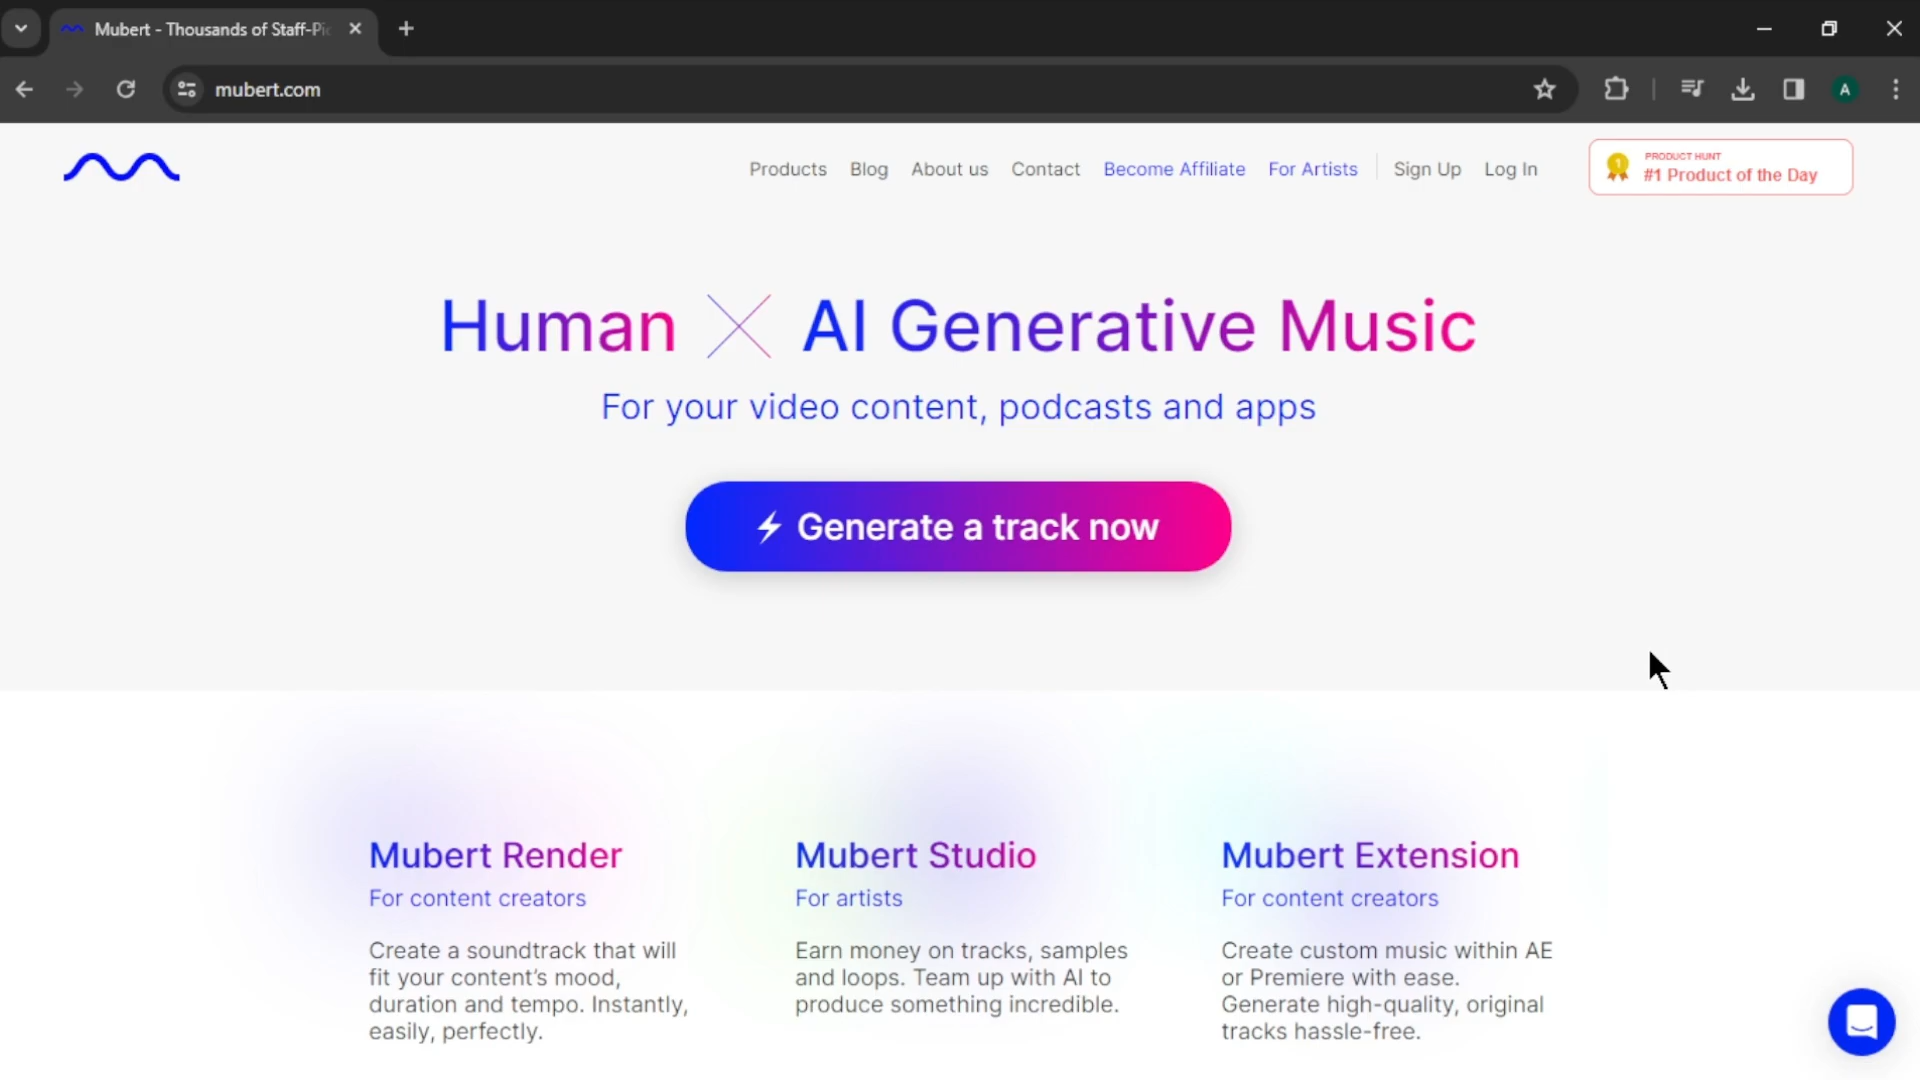 Mubert - Thousands of Staff-Pic
mubert.com
A
Products Blog About us Contact Become Affiliate For Artists Sign Up Log In
1
PRODUCT HUNT
#1 Product of the Day
Human AI Generative Music
For your video content, podcasts and apps
Generate a track now
Mubert Render
For content creators
Create a soundtrack that will
fit your content's mood,
duration and tempo. Instantly,
easily, perfectly.
Mubert Studio
For artists
Earn money on tracks, samples
and loops. Team up with AI to
produce something incredible.
Mubert Extension
For content creators
Create custom music within AE
or Premiere with ease.
Generate high-quality, original
tracks hassle-free.